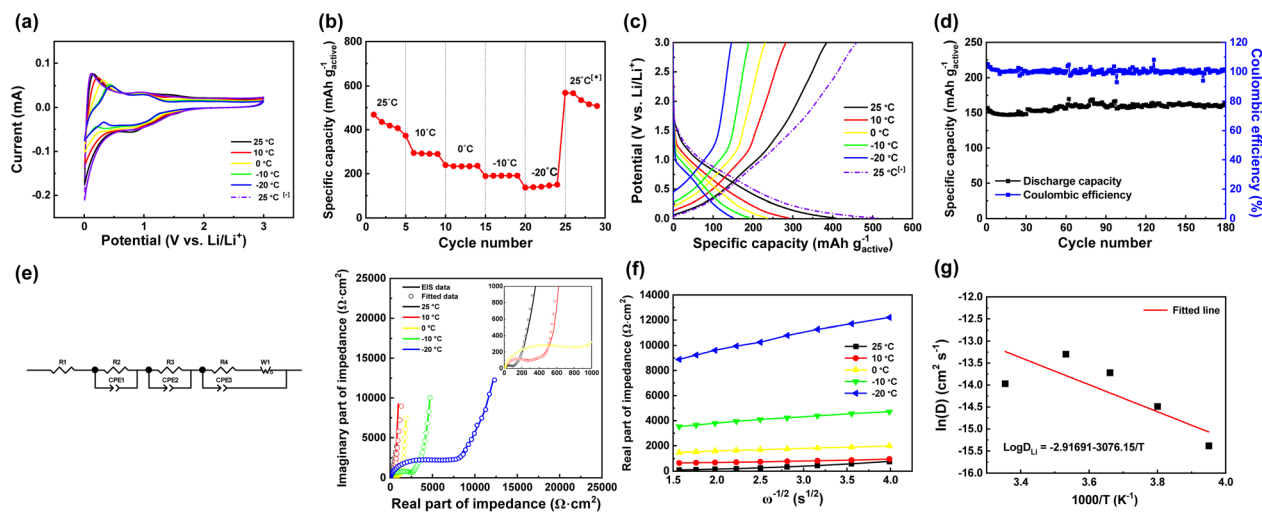 (a)
Current (mA)
0.1
0.0
-0.1
-0.2
0
1
2
3
Potential (V vs. Li/Li⁺)
25 °C
10 °C
0 °C
-10 °C
-20 °C
25 °C [-]
(b)
Specific capacity (mAh g⁻¹active)
800
600
400
200
0
0
5
10
15
20
25
30
Cycle number
25°C
10°C
0°C
-10°C
-20°C
25°C[*]
(c)
Potential (V vs. Li/Li⁺)
3.0
2.5
2.0
1.5
1.0
0.5
0.0
0
100
200
300
400
500
600
Specific capacity (mAh g⁻¹active)
25 °C
10 °C
0 °C
-10 °C
-20 °C
25 °C[-]
(d)
Specific capacity (mAh g⁻¹active)
250
200
150
100
50
0
0
30
60
90
120
150
180
Cycle number
Discharge capacity
Coulombic efficiency
120
100
80
60
40
20
0
Coulombic efficiency (%)
(e)
R1
R2
R3
R4
W1
CPE1
CPE2
CPE3
Imaginary part of impedance (Ω·cm²)
25000
22500
20000
17500
15000
12500
10000
7500
5000
2500
0
0
5000
10000
15000
20000
25000
Real part of impedance (Ω·cm²)
EIS data
Fitted data
25 °C
10 °C
0 °C
-10 °C
-20 °C
1000
800
600
400
200
0
0
200
400
600
800
1000
(f)
Real part of impedance (Ω·cm²)
14000
12000
10000
8000
6000
4000
2000
0
1.5
2.0
2.5
3.0
3.5
4.0
ω⁻¹/² (s¹/²)
25 °C
10 °C
0 °C
-10 °C
-20 °C
(g)
ln(D) (cm² s⁻¹)
-12.0
-12.5
-13.0
-13.5
-14.0
-14.5
-15.0
-15.5
-16.0
3.4
3.6
3.8
4.0
1000/T (K⁻¹)
Fitted line
LogDLi = -2.91691-3076.15/T